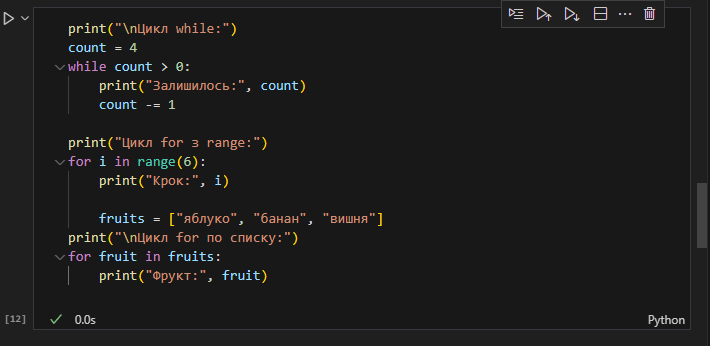 print("\nЦикл while:")
count = 4
while count > 0:
    print("Залишилось:", count)
    count -= 1

print("Цикл for з range:")
for i in range(6):
    print("Крок:", i)

    fruits = ["яблуко", "банан", "вишня"]
print("\nЦикл for по списку:")
for fruit in fruits:
    print("Фрукт:", fruit)
[12]
0.0s
Python